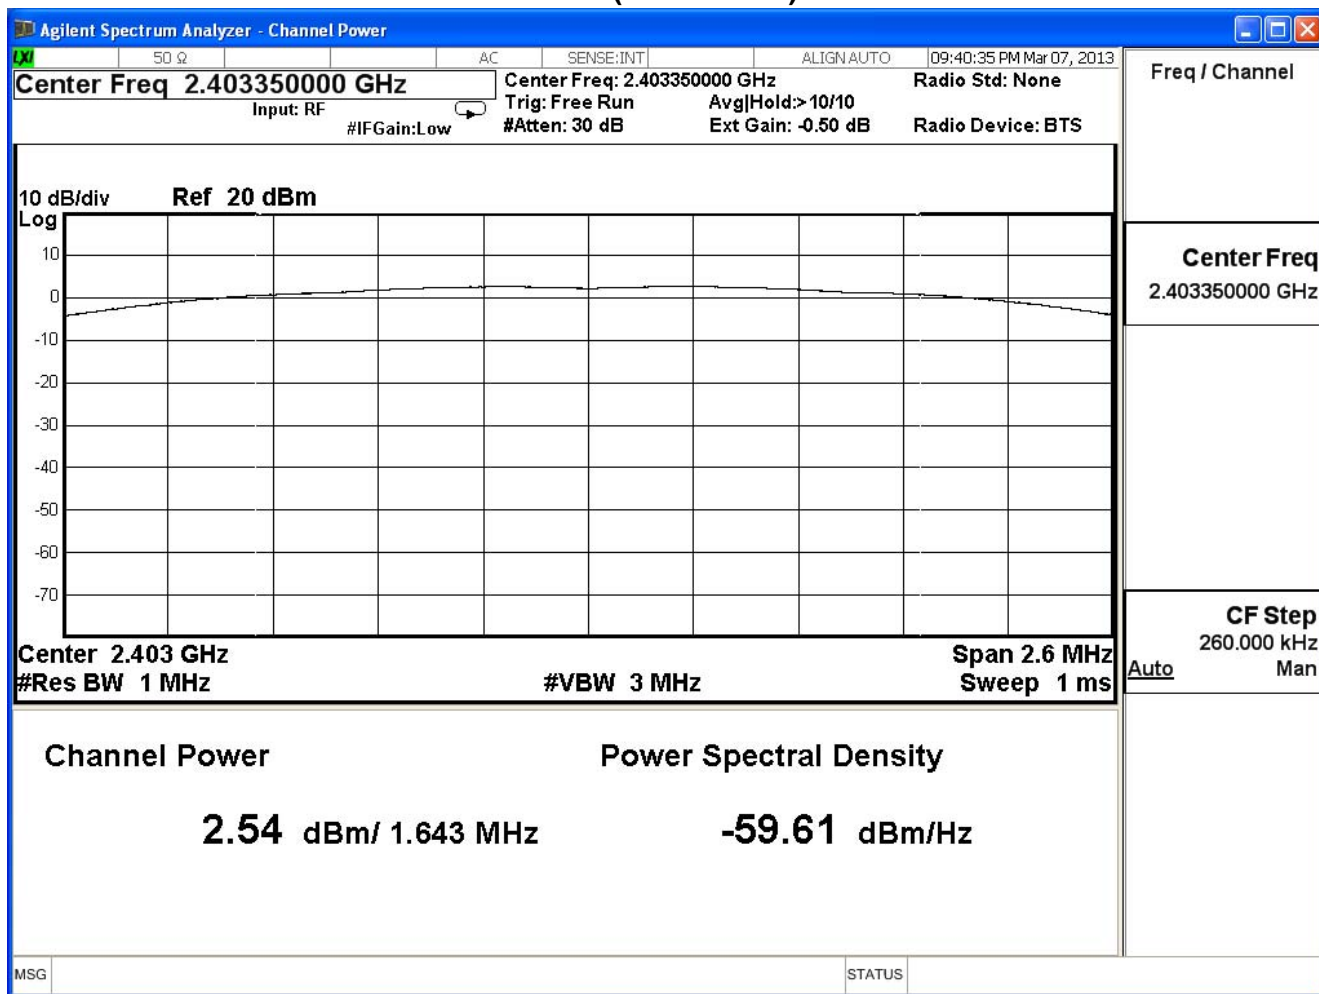 Agilent Spectrum Analyzer - Channel Power
LXI 50 Ω AC SENSE:INT ALIGN AUTO 09:40:35 PM Mar 07, 2013
Center Freq 2.403350000 GHz
Input: RF
#IFGain:Low
Center Freq: 2.403350000 GHz
Trig: Free Run Avg|Hold:>10/10
#Atten: 30 dB Ext Gain: -0.50 dB
Radio Std: None
Radio Device: BTS
10 dB/div Ref 20 dBm
Log
10
0
-10
-20
-30
-40
-50
-60
-70
Center 2.403 GHz Span 2.6 MHz
#Res BW 1 MHz #VBW 3 MHz Sweep 1 ms
Channel Power Power Spectral Density
2.54 dBm/ 1.643 MHz -59.61 dBm/Hz
Freq / Channel
Center Freq
2.403350000 GHz
CF Step
260.000 kHz
Auto Man
MSG STATUS